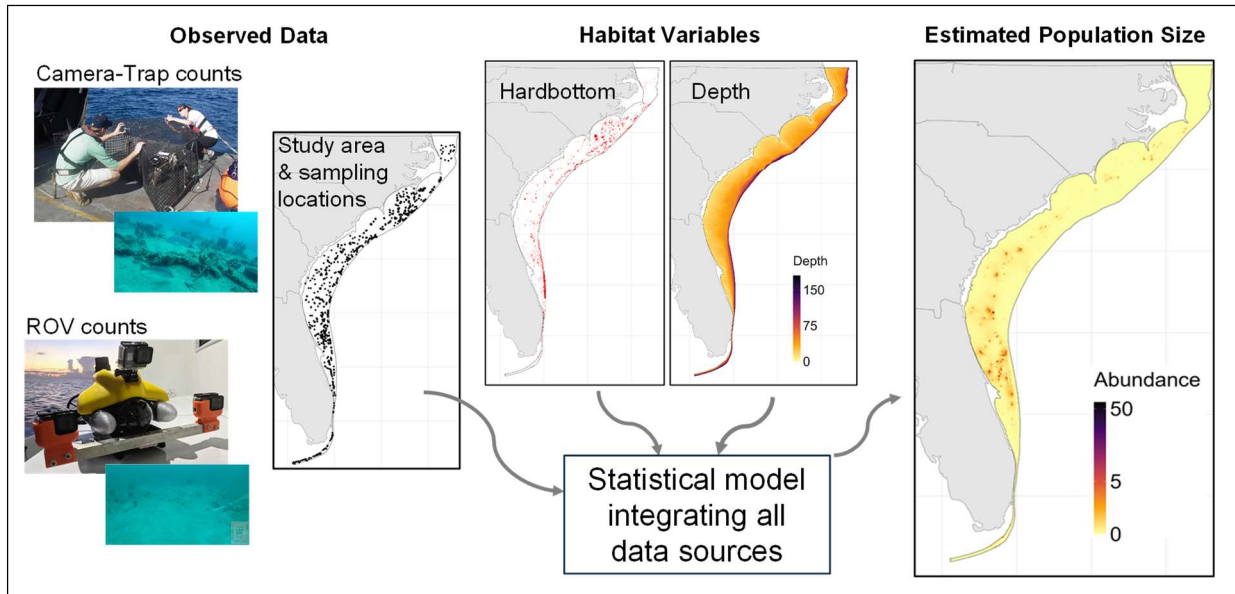 Observed Data
Camera-Trap counts
Study area
& sampling
locations
ROV counts
Habitat Variables
Hardbottom
Depth
Depth
150
75
0
Statistical model
integrating all
data sources
Estimated Population Size
Abundance
50
5
0